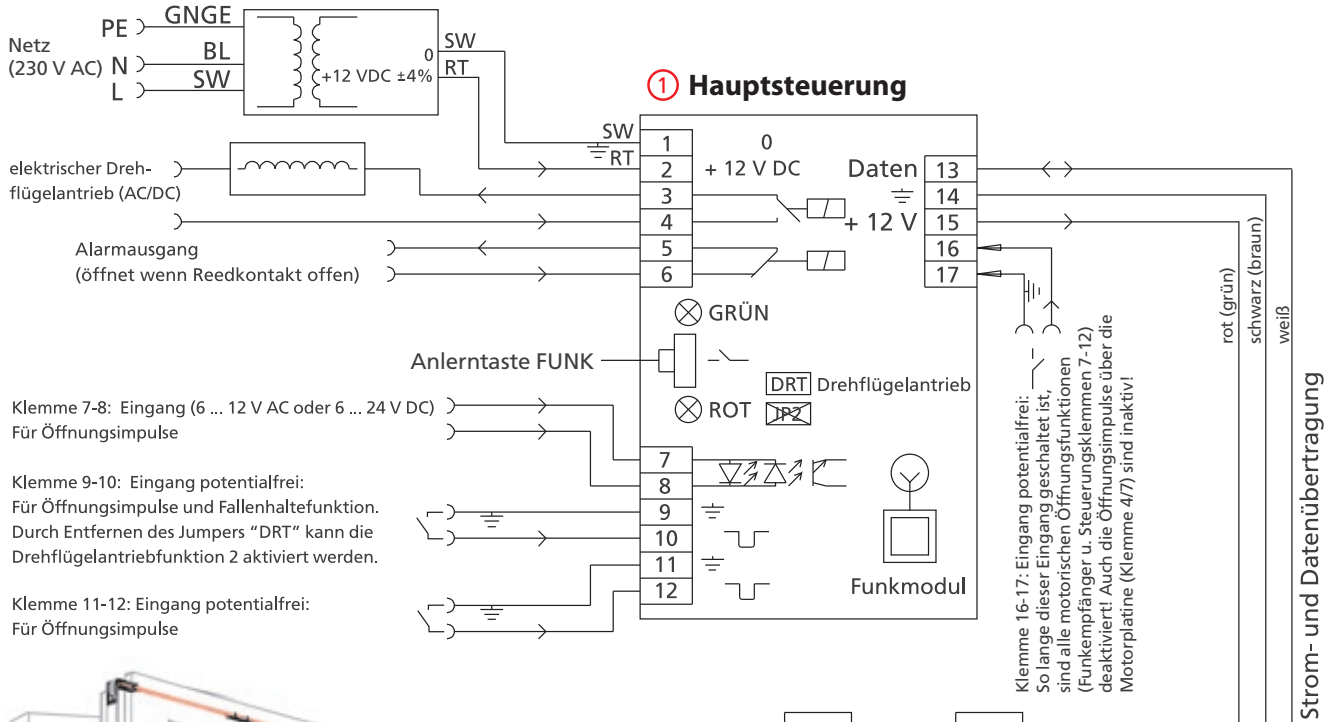 Netz
(230 V AC)
PE
N
L
GNGE
BL
SW
0
+12 VDC ±4%
SW
RT
1 Hauptsteuerung
elektrischer Dreh-
flügelantrieb (AC/DC)
Alarmausgang
(öffnet wenn Reedkontakt offen)
SW
RT
1
2
3
4
5
6
0
+ 12 V DC
Daten
+ 12 V
13
14
15
16
17
GRÜN
Anlerntaste FUNK
DRT Drehflügelantrieb
ROT
JP2
Klemme 7-8: Eingang (6 ... 12 V AC oder 6 ... 24 V DC)
Für Öffnungsimpulse
Klemme 9-10: Eingang potentialfrei:
Für Öffnungsimpulse und Fallenhaltefunktion.
Durch Entfernen des Jumpers “DRT” kann die
Drehflügelantriebfunktion 2 aktiviert werden.
Klemme 11-12: Eingang potentialfrei:
Für Öffnungsimpulse
7
8
9
10
11
12
Funkmodul
Klemme 16-17: Eingang potentialfrei:
So lange dieser Eingang geschaltet ist,
sind alle motorischen Öffnungsfunktionen
(Funkempfänger u. Steuerungsklemmen 7-12)
deaktiviert! Auch die Öffnungsimpulse über die
Motorplatine (Klemme 4/7) sind inaktiv!
rot (grün)
schwarz (braun)
weiß
Strom- und Datenübertragung